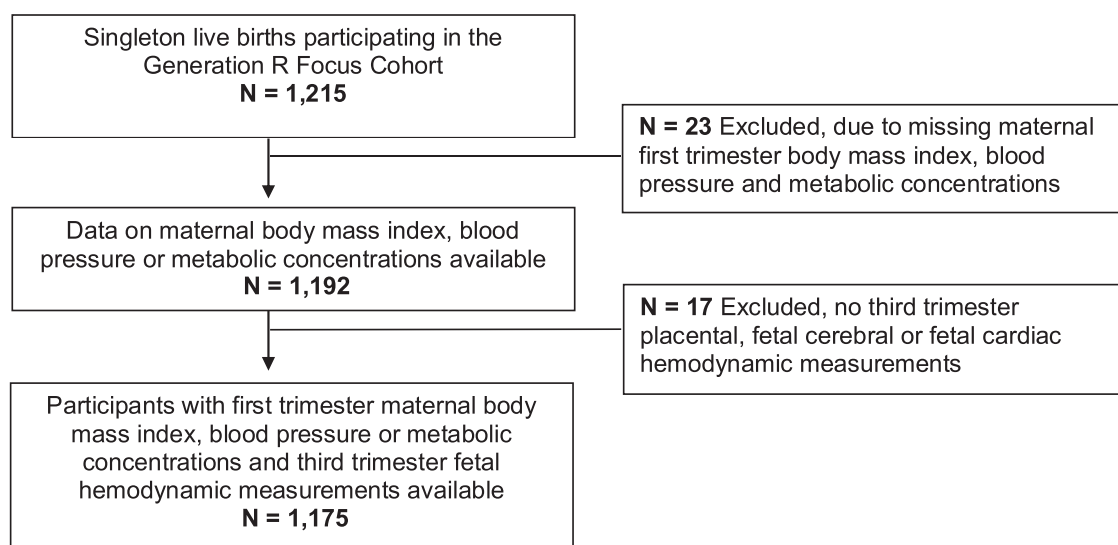 Singleton live births participating in the
Generation R Focus Cohort
N = 1,215
N = 23 Excluded, due to missing maternal
first trimester body mass index, blood
pressure and metabolic concentrations
Data on maternal body mass index, blood
pressure or metabolic concentrations available
N = 1,192
N = 17 Excluded, no third trimester
placental, fetal cerebral or fetal cardiac
hemodynamic measurements
Participants with first trimester maternal body
mass index, blood pressure or metabolic
concentrations and third trimester fetal
hemodynamic measurements available
N = 1,175